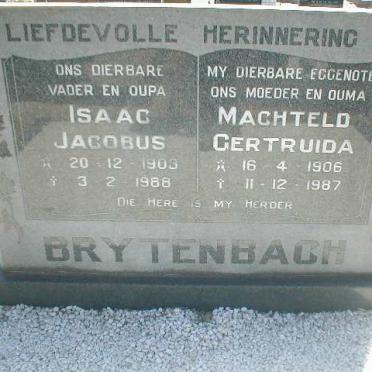 LIEFDEVOLLE HERINNERING
ONS DIERBARE
VADER EN OUPA
ISAAC
JACOBUS
☆ 20-12-1903
✝ 3-2-1988
MY DIERBARE EGGENOTE
ONS MOEDER EN OUMA
MACHTELD
GERTRUIDA
☆ 16-4-1906
✝ 11-12-1987
DIE HERE IS MY HERDER
BRYTENBACH